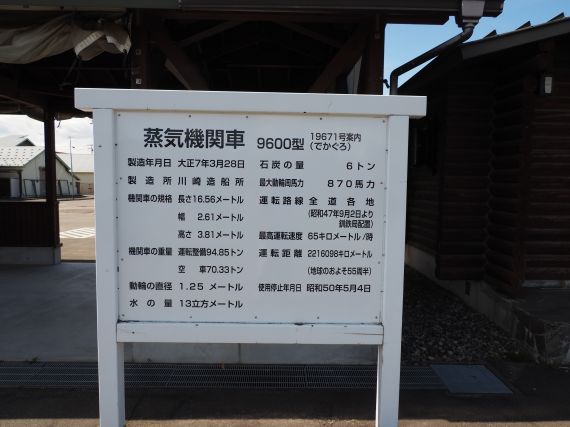 蒸気機関車 9600型 19671号案内
(でかぐろ)
製造年月日 大正7年3月28日
製造所 川崎造船所
機関車の規格 長さ16.56メートル
幅 2.61メートル
高さ 3.81メートル
機関車の重量 運転整備94.85トン
空車70.33トン
動輪の直径 1.25メートル
水の量 13立方メートル
石炭の量 6トン
最大動輪周馬力 870馬力
運転路線 全道各地
(昭和47年9月2日より
釧鉄局配置)
最高運転速度 65キロメートル/時
運転距離 2216098キロメートル
(地球のおよそ55周半)
使用停止年月日 昭和50年5月4日